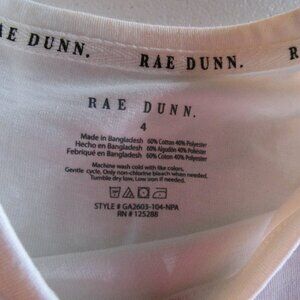 AE DUNN.
RAE DUNN.
R
RAE DUNN.
4
Made in Bangladesh 60% Cotton 40% Polyester
Hecho en Bangladesh 60% Algodón 40% Poliéster
Fabriqué en Bangladesh 60% Coton 40% Polyester
Machine wash cold with like colors.
Gentle cycle. Only non-chlorine bleach when needed.
Tumble dry low, Low iron if needed.
STYLE # GA2603-104-NPA
RN # 125288